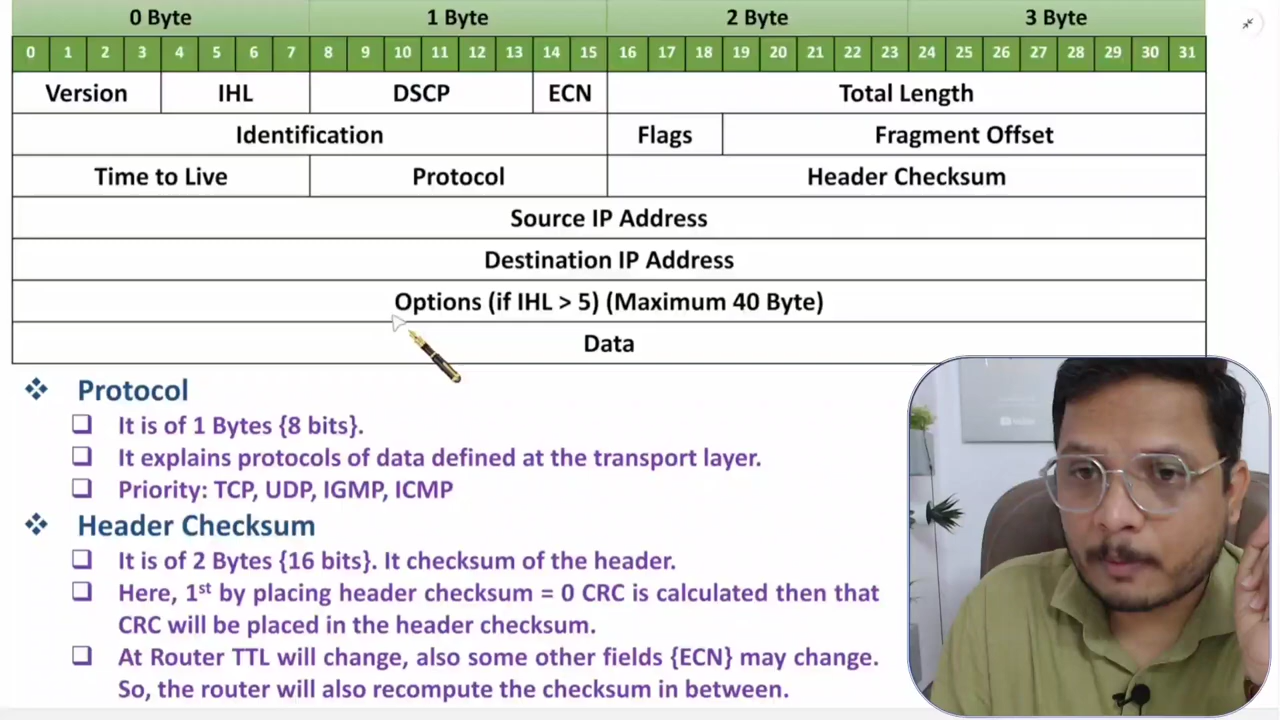 0 Byte 1 Byte 2 Byte 3 Byte
0 1 2 3 4 5 6 7 8 9 10 11 12 13 14 15 16 17 18 19 20 21 22 23 24 25 26 27 28 29 30 31
Version IHL DSCP ECN Total Length
Identification Flags Fragment Offset
Time to Live Protocol Header Checksum
Source IP Address
Destination IP Address
Options (if IHL > 5) (Maximum 40 Byte)
Data
Protocol
It is of 1 Bytes {8 bits}.
It explains protocols of data defined at the transport layer.
Priority: TCP, UDP, IGMP, ICMP
Header Checksum
It is of 2 Bytes {16 bits}. It checksum of the header.
Here, 1st by placing header checksum = 0 CRC is calculated then that
CRC will be placed in the header checksum.
At Router TTL will change, also some other fields {ECN} may change.
So, the router will also recompute the checksum in between.